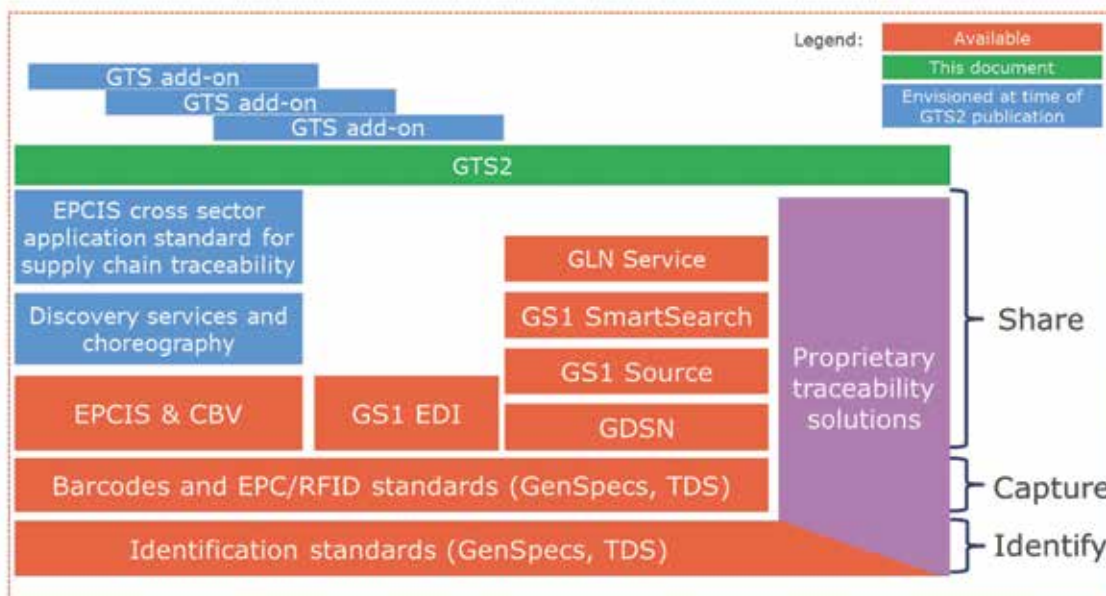 Legend:
Available
This document
Envisioned at time of
GTS2 publication
GTS add-on
GTS add-on
GTS add-on
GTS2
EPCIS cross sector
application standard for
supply chain traceability
Discovery services and
choreography
EPCIS & CBV
GS1 EDI
GLN Service
GS1 SmartSearch
GS1 Source
GDSN
Proprietary
traceability
solutions
Share
Barcodes and EPC/RFID standards (GenSpecs, TDS)
Capture
Identification standards (GenSpecs, TDS)
Identify